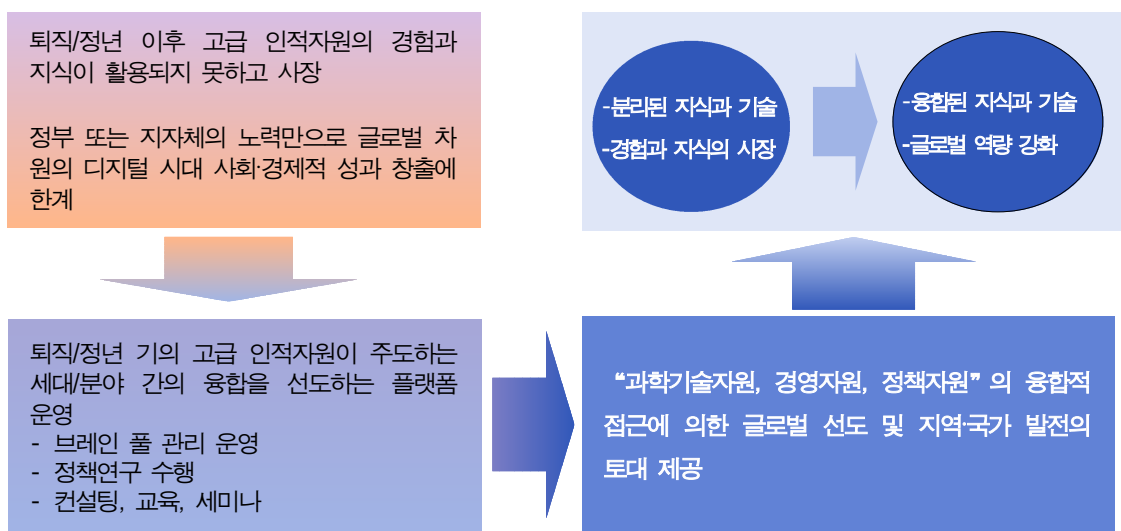 퇴직/정년 이후 고급 인적자원의 경험과
지식이 활용되지 못하고 사장
정부 또는 지자체의 노력만으로 글로벌 차
원의 디지털 시대 사회·경제적 성과 창출에
한계
퇴직/정년 기의 고급 인적자원이 주도하는
세대/분야 간의 융합을 선도하는 플랫폼
운영
- 브레인 풀 관리 운영
- 정책연구 수행
- 컨설팅, 교육, 세미나
“과학기술자원, 경영자원, 정책자원” 의 융합적
접근에 의한 글로벌 선도 및 지역·국가 발전의
토대 제공
-분리된 지식과 기술
-경험과 지식의 사장
-융합된 지식과 기술
-글로벌 역량 강화